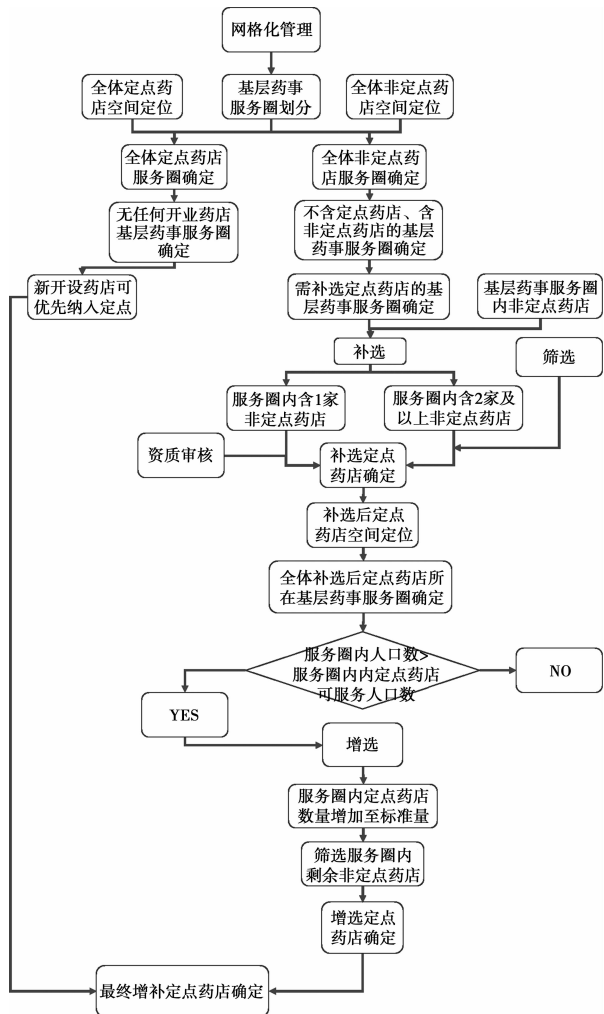 网格化管理
全体定点药
店空间定位
基层药事
服务圈划分
全体非定点药
店空间定位
全体定点药店
服务圈确定
全体非定点药
店服务圈确定
无任何开业药店
基层药事服务圈
确定
不含定点药店、含
非定点药店的基层
药事服务圈确定
新开设药店可
优先纳入定点
需补选定点药店的基
层药事服务圈确定
基层药事服务圈
内非定点药店
补选
筛选
服务圈内含1家
非定点药店
服务圈内含2家及
以上非定点药店
资质审核
补选定点
药店确定
补选后定点
药店空间定位
全体补选后定点药店所
在基层药事服务圈确定
服务圈内人口数>
服务圈内内定点药店
可服务人口数
NO
YES
增选
服务圈内定点药店
数量增加至标准量
筛选服务圈内
剩余非定点药店
增选定点
药店确定
最终增补定点药店确定